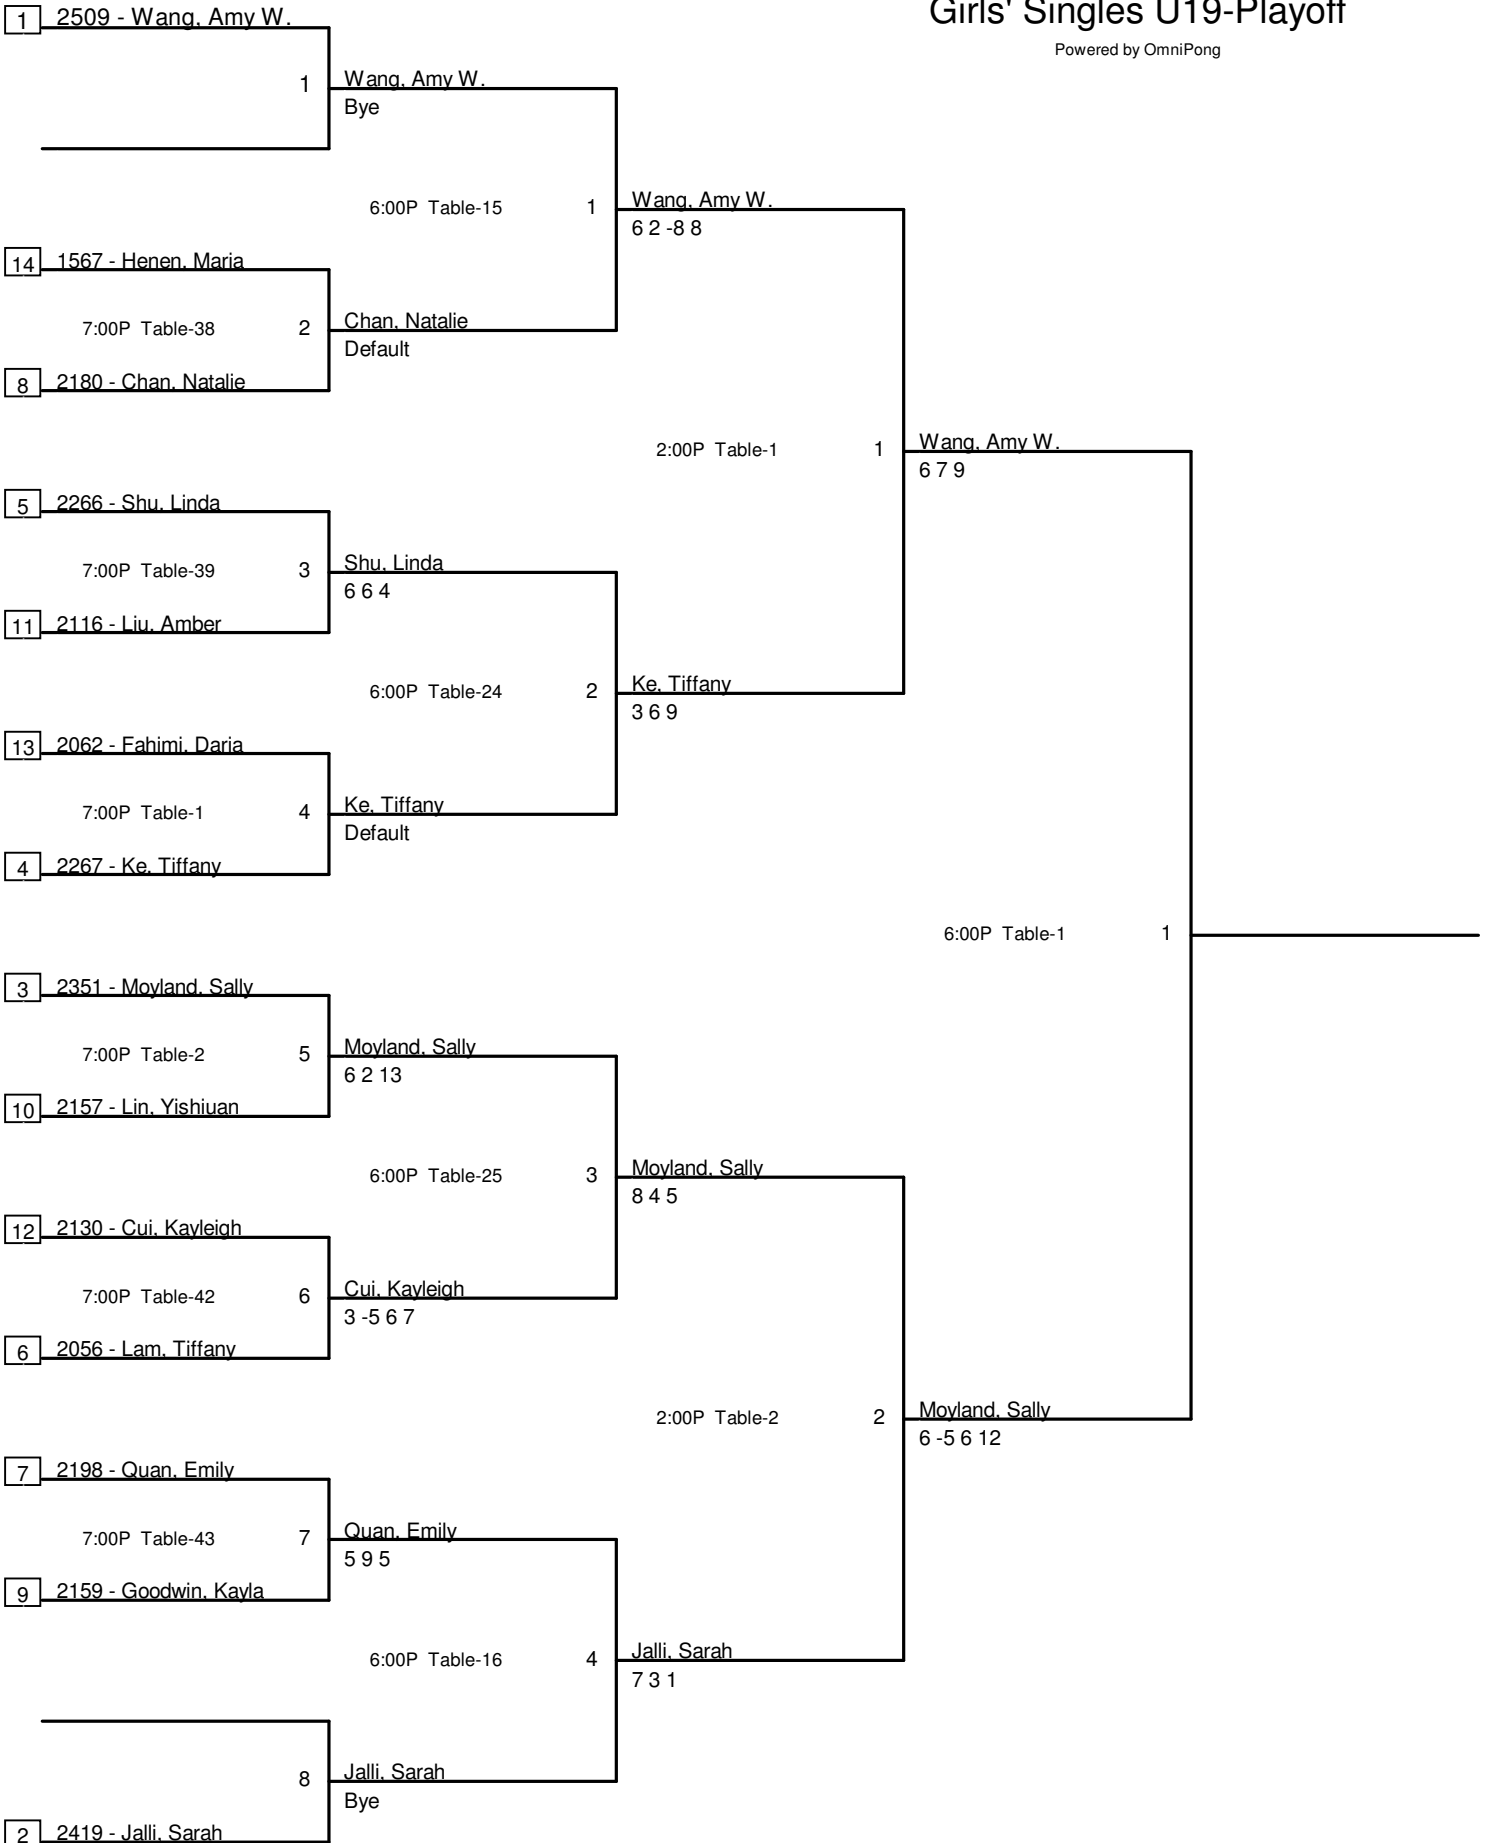 Girls' Singles U19-Playoff
Powered by OmniPong
1 2509 - Wang, Amy W.
1 Wang, Amy W.
Bye
6:00P Table-15 1 Wang, Amy W.
6 2 -8 8
14 1567 - Henen, Maria
7:00P Table-38 2 Chan, Natalie
Default
8 2180 - Chan, Natalie
2:00P Table-1 1 Wang, Amy W.
6 7 9
5 2266 - Shu, Linda
7:00P Table-39 3 Shu, Linda
6 6 4
11 2116 - Liu, Amber
6:00P Table-24 2 Ke, Tiffany
3 6 9
13 2062 - Fahimi, Daria
7:00P Table-1 4 Ke, Tiffany
Default
4 2267 - Ke, Tiffany
6:00P Table-1 1
3 2351 - Moyland, Sally
7:00P Table-2 5 Moyland, Sally
6 2 13
10 2157 - Lin, Yishiuan
6:00P Table-25 3 Moyland, Sally
8 4 5
12 2130 - Cui, Kayleigh
7:00P Table-42 6 Cui, Kayleigh
3 -5 6 7
6 2056 - Lam, Tiffany
2:00P Table-2 2 Moyland, Sally
6 -5 6 12
7 2198 - Quan, Emily
7:00P Table-43 7 Quan, Emily
5 9 5
9 2159 - Goodwin, Kayla
6:00P Table-16 4 Jalli, Sarah
7 3 1
8 Jalli, Sarah
Bye
2 2419 - Jalli, Sarah